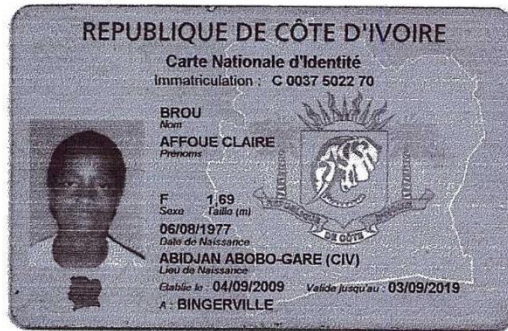 REPUBLIQUE DE CÔTE D'IVOIRE
Carte Nationale d'Identité
Immatriculation : C 0037 5022 70
BROU
Nom
AFFOUE CLAIRE
Prénoms
F 1,69
Sexe Taille (m)
06/08/1977
Date de Naissance
ABIDJAN ABOBO-GARE (CIV)
Lieu de Naissance
Etablie le : 04/09/2009 Valide jusqu'au : 03/09/2019
A : BINGERVILLE
DE CÔTE